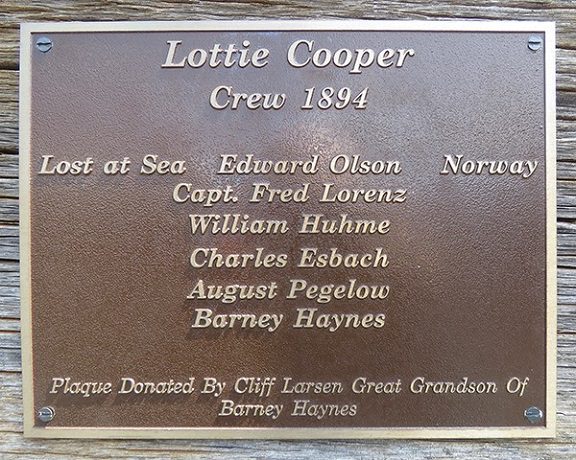 Lottie Cooper
Crew 1894
Lost at Sea Edward Olson Norway
Capt. Fred Lorenz
William Huhme
Charles Esbach
August Pegelow
Barney Haynes
Plaque Donated By Cliff Larsen Great Grandson Of
Barney Haynes